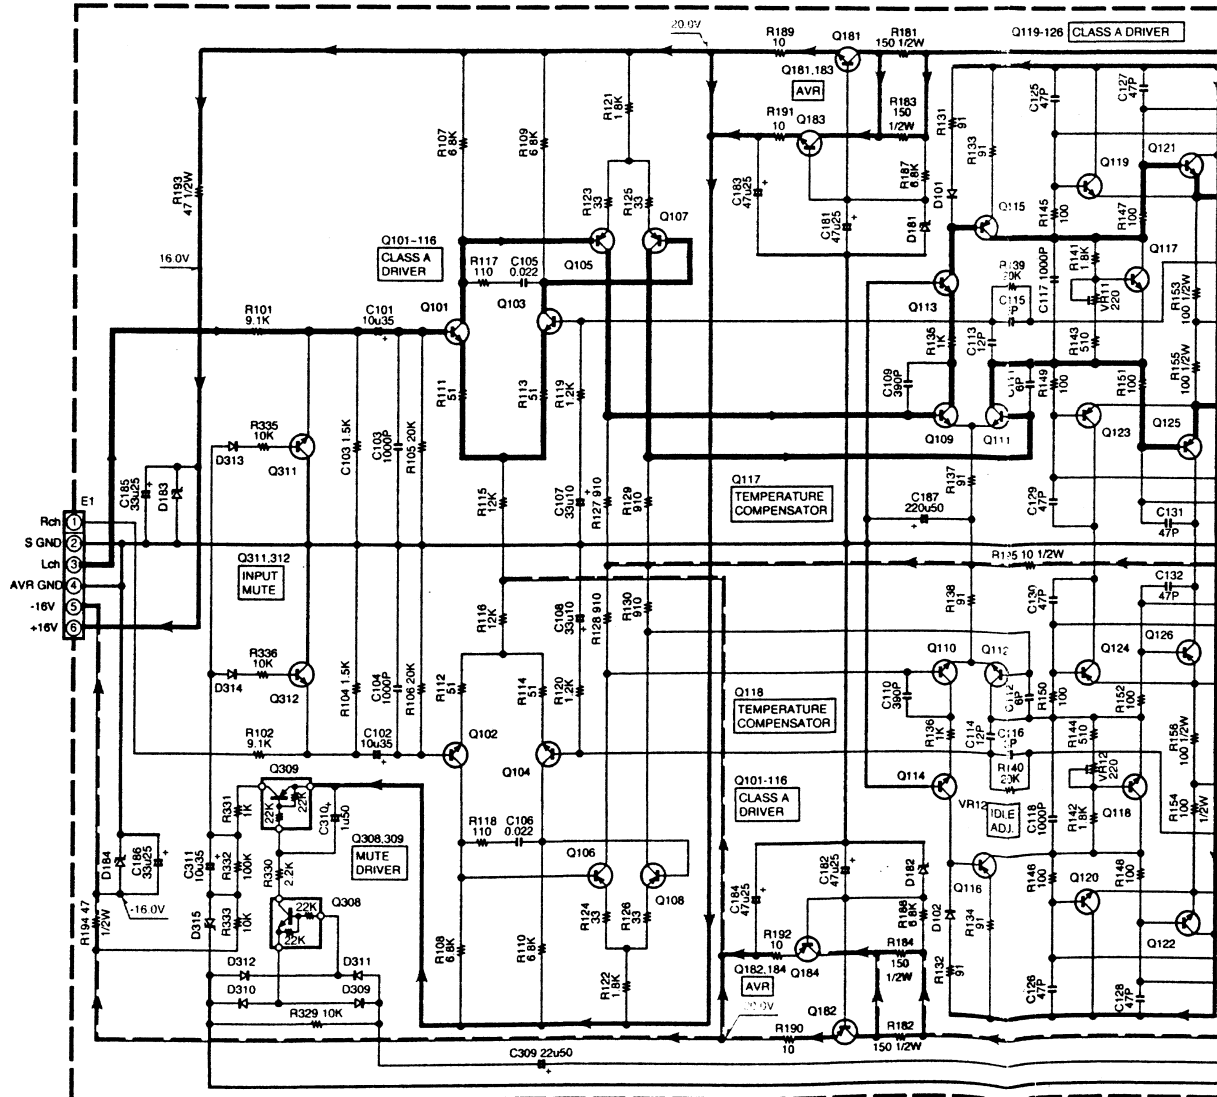 20.0V
R189
10
Q181
R181
150 1/2W
Q119-126
CLASS A DRIVER
Q181,183
AVR
R191
10
Q183
R183
150
1/2W
R121
1.8K
R107
6.8K
R109
6.8K
R131
91
R133
91
C125
47P
C127
47P
R193
47 1/2W
R123
33
R125
33
Q107
Q105
C183
47u25
C181
47u25
R187
6.8K
D181
D101
Q115
Q119
Q121
R145
100
R147
100
Q117
16.0V
Q101-116
CLASS A
DRIVER
R117
110
C105
0.022
Q103
Q101
R101
9.1K
C101
10u35
Q113
R139
C115
C117 1000P
R141
1.8K
VR11
220
R153
100 1/2W
R135
1K
C113
12P
R143
510
R155
100 1/2W
R111
51
R113
51
R119
1.2K
C109
390P
6P
R149
100
R151
100
Q109
Q111
Q123
Q125
R335
10K
D313
Q311
C103 1.5K
C103
1000P
R105 20K
R137
91
C185
33u25
D183
E1
R115
12K
C107
33u10
R127 910
R129
910
Q117
TEMPERATURE
COMPENSATOR
C187
220u50
C129
47P
C131
47P
Rch
1
S GND
2
Lch
3
AVR GND
4
-16V
5
+16V
6
Q311,312
INPUT
MUTE
10 1/2W
R116
12K
C108
33u10
R128 910
R130
910
R138
91
C130
47P
C132
47P
R336
10K
D314
Q312
R104 1.5K
C104
1000P
R106 20K
R112
51
R114
51
R120
1.2K
Q118
TEMPERATURE
COMPENSATOR
Q110
Q112
Q124
Q126
C110
390P
6P
R150
100
R152
100
R102
9.1K
C102
10u35
Q102
Q104
R136
1K
C114
12P
C116
R144
510
R156
100 1/2W
Q309
Q101-116
CLASS A
DRIVER
Q114
R140
VR12
220
VR12
IDLE
ADJ.
C118
1000P
R142
1.8K
Q118
R154
100
1/2W
R331
1K
22K
22K
C310
1u50
Q308,309
MUTE
DRIVER
R118
110
C106
0.022
Q106
Q108
D184
C186
33u25
C311
10u35
R332
100K
R330
2.2K
C184
47u25
C182
47u25
D182
Q116
R146
100
R148
100
Q120
-16.0V
R194 47
1/2W
D315
R333
10K
22K
22K
Q308
R124
33
R126
33
R188
6.8K
D102
R134
91
Q122
R108
6.8K
R110
6.8K
R192
10
Q184
R184
150
1/2W
R132
91
D312
D311
D310
D309
R122
1.8K
Q182,184
AVR
20.0V
Q182
C126
47P
C128
47P
R329 10K
R190
10
R182
150 1/2W
C309 22u50